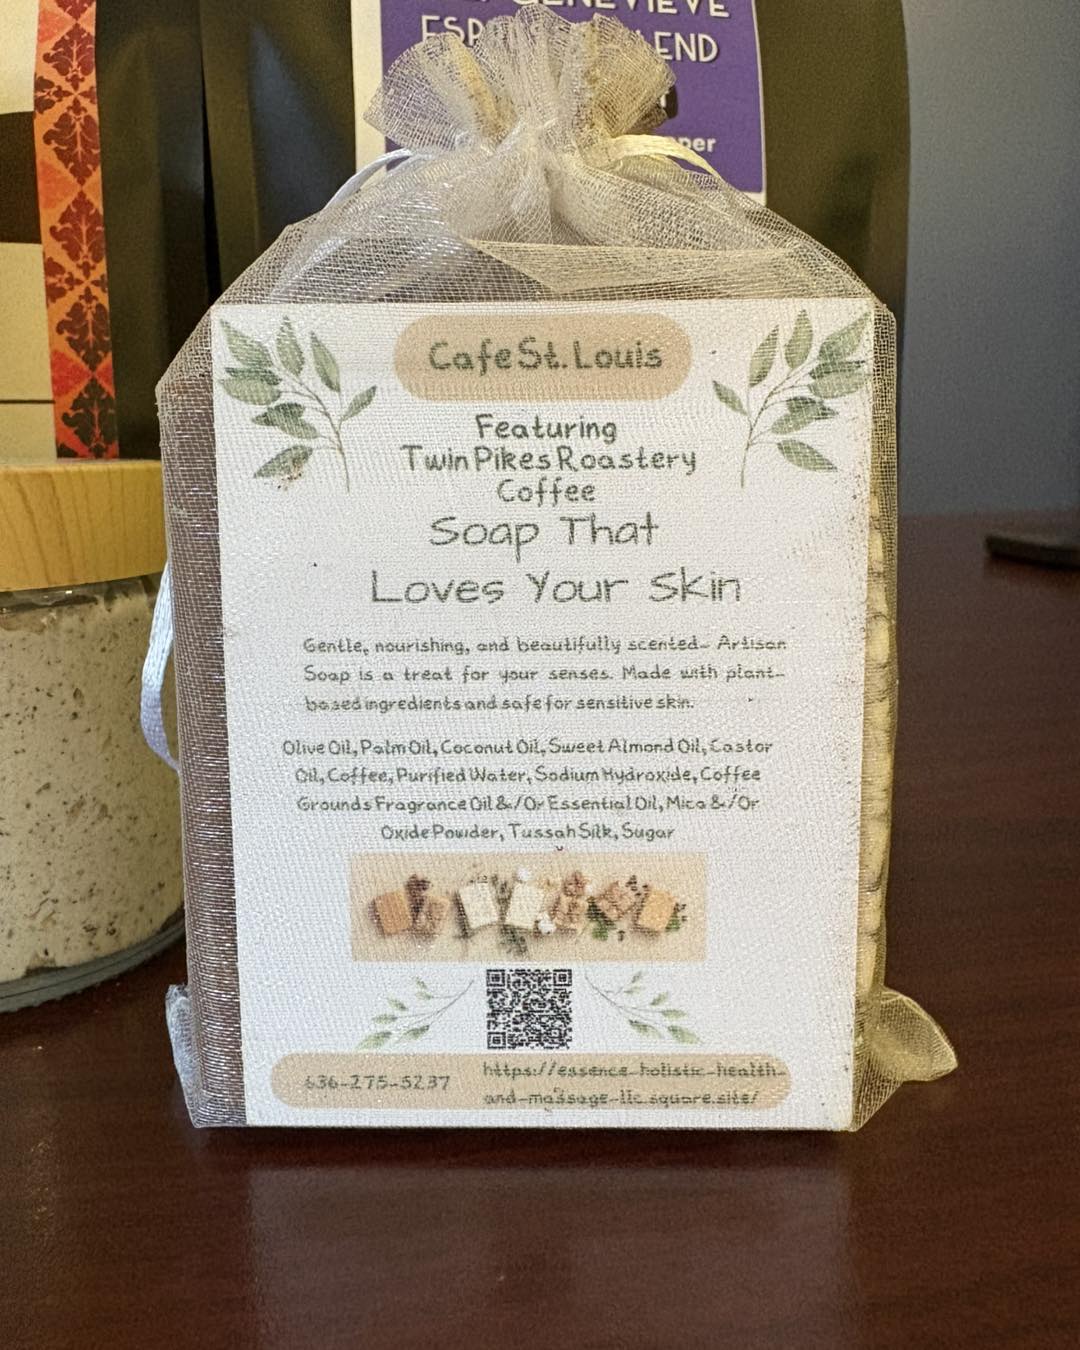 GENEVIEVE
LEND
Cafe St. Louis
Featuring
Twin Pikes Roastery
Coffee
Soap That
Loves Your Skin
Gentle, nourishing, and beautifully scented- Artisan
Soap is a treat for your senses. Made with plant-
based ingredients and safe for sensitive skin.
Olive Oil, Palm Oil, Coconut Oil, Sweet Almond Oil, Castor
Oil, Coffee, Purified Water, Sodium Hydroxide, Coffee
Grounds Fragrance Oil &/Or Essential Oil, Mica &/Or
Oxide Powder, Tussah Silk, Sugar
636-275-5237
https://essence-holistic-health-
and-massage-llc.square.site/